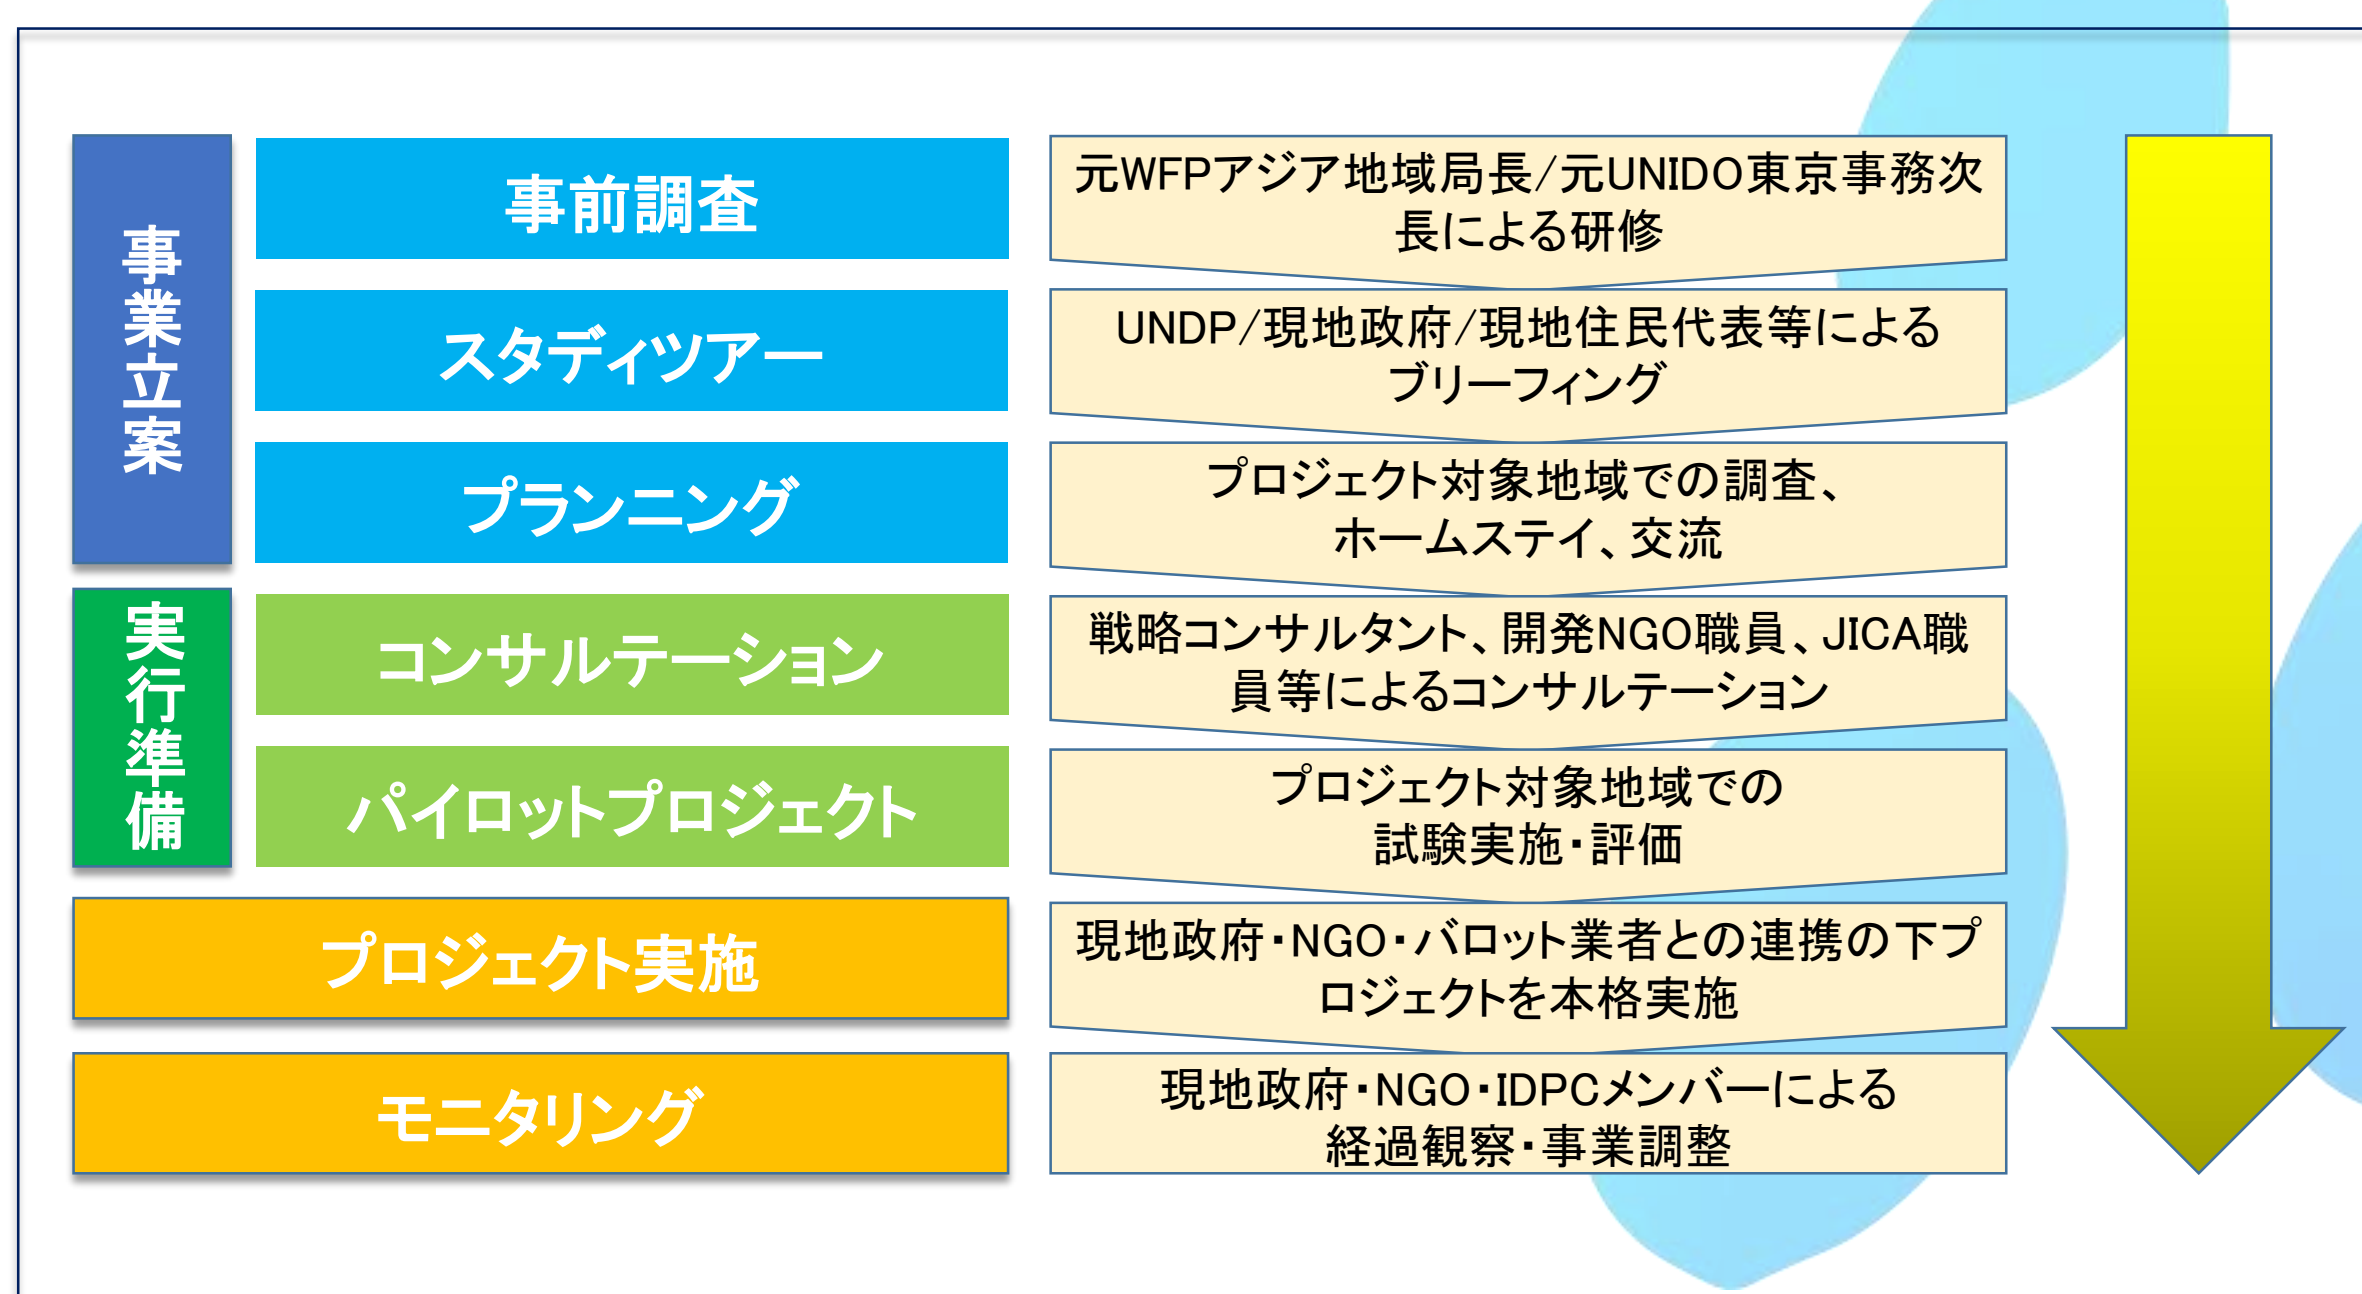 事業立案
事前調査
元WFPアジア地域局長/元UNIDO東京事務次
長による研修
スタディツアー
UNDP/現地政府/現地住民代表等による
ブリーフィング
プランニング
プロジェクト対象地域での調査、
ホームステイ、交流
実行準備
コンサルテーション
戦略コンサルタント、開発NGO職員、JICA職
員等によるコンサルテーション
パイロットプロジェクト
プロジェクト対象地域での
試験実施・評価
プロジェクト実施
現地政府・NGO・バロット業者との連携の下プ
ロジェクトを本格実施
モニタリング
現地政府・NGO・IDPCメンバーによる
経過観察・事業調整